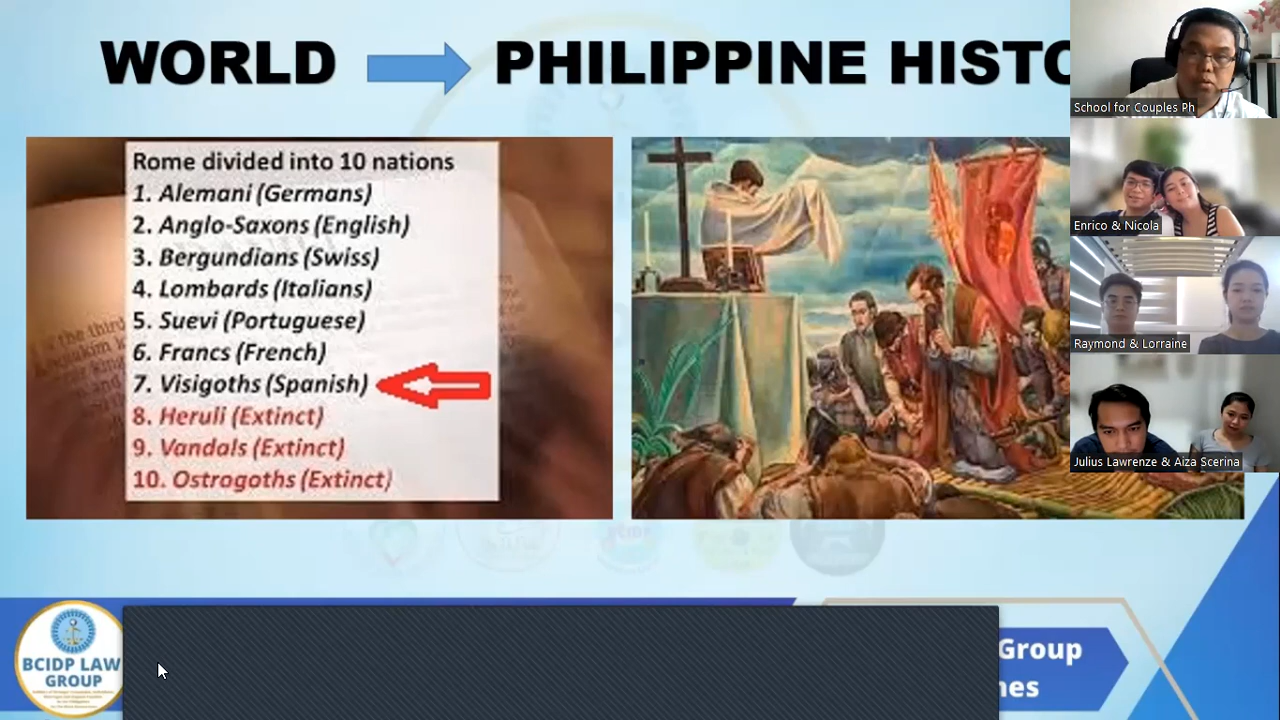 WORLD
PHILIPPINE HISTO
Rome divided into 10 nations
1. Alemani (Germans)
2. Anglo-Saxons (English)
3. Bergundians (Swiss)
4. Lombards (Italians)
5. Suevi (Portuguese)
6. Francs (French)
7. Visigoths (Spanish)
8. Heruli (Extinct)
9. Vandals (Extinct)
10. Ostrogoths (Extinct)
the third
School for Couples Ph
Enrico & Nicola
Raymond & Lorraine
Julius Lawrenze & Aiza Scerina
BCIDP LAW
GROUP
Group
nes